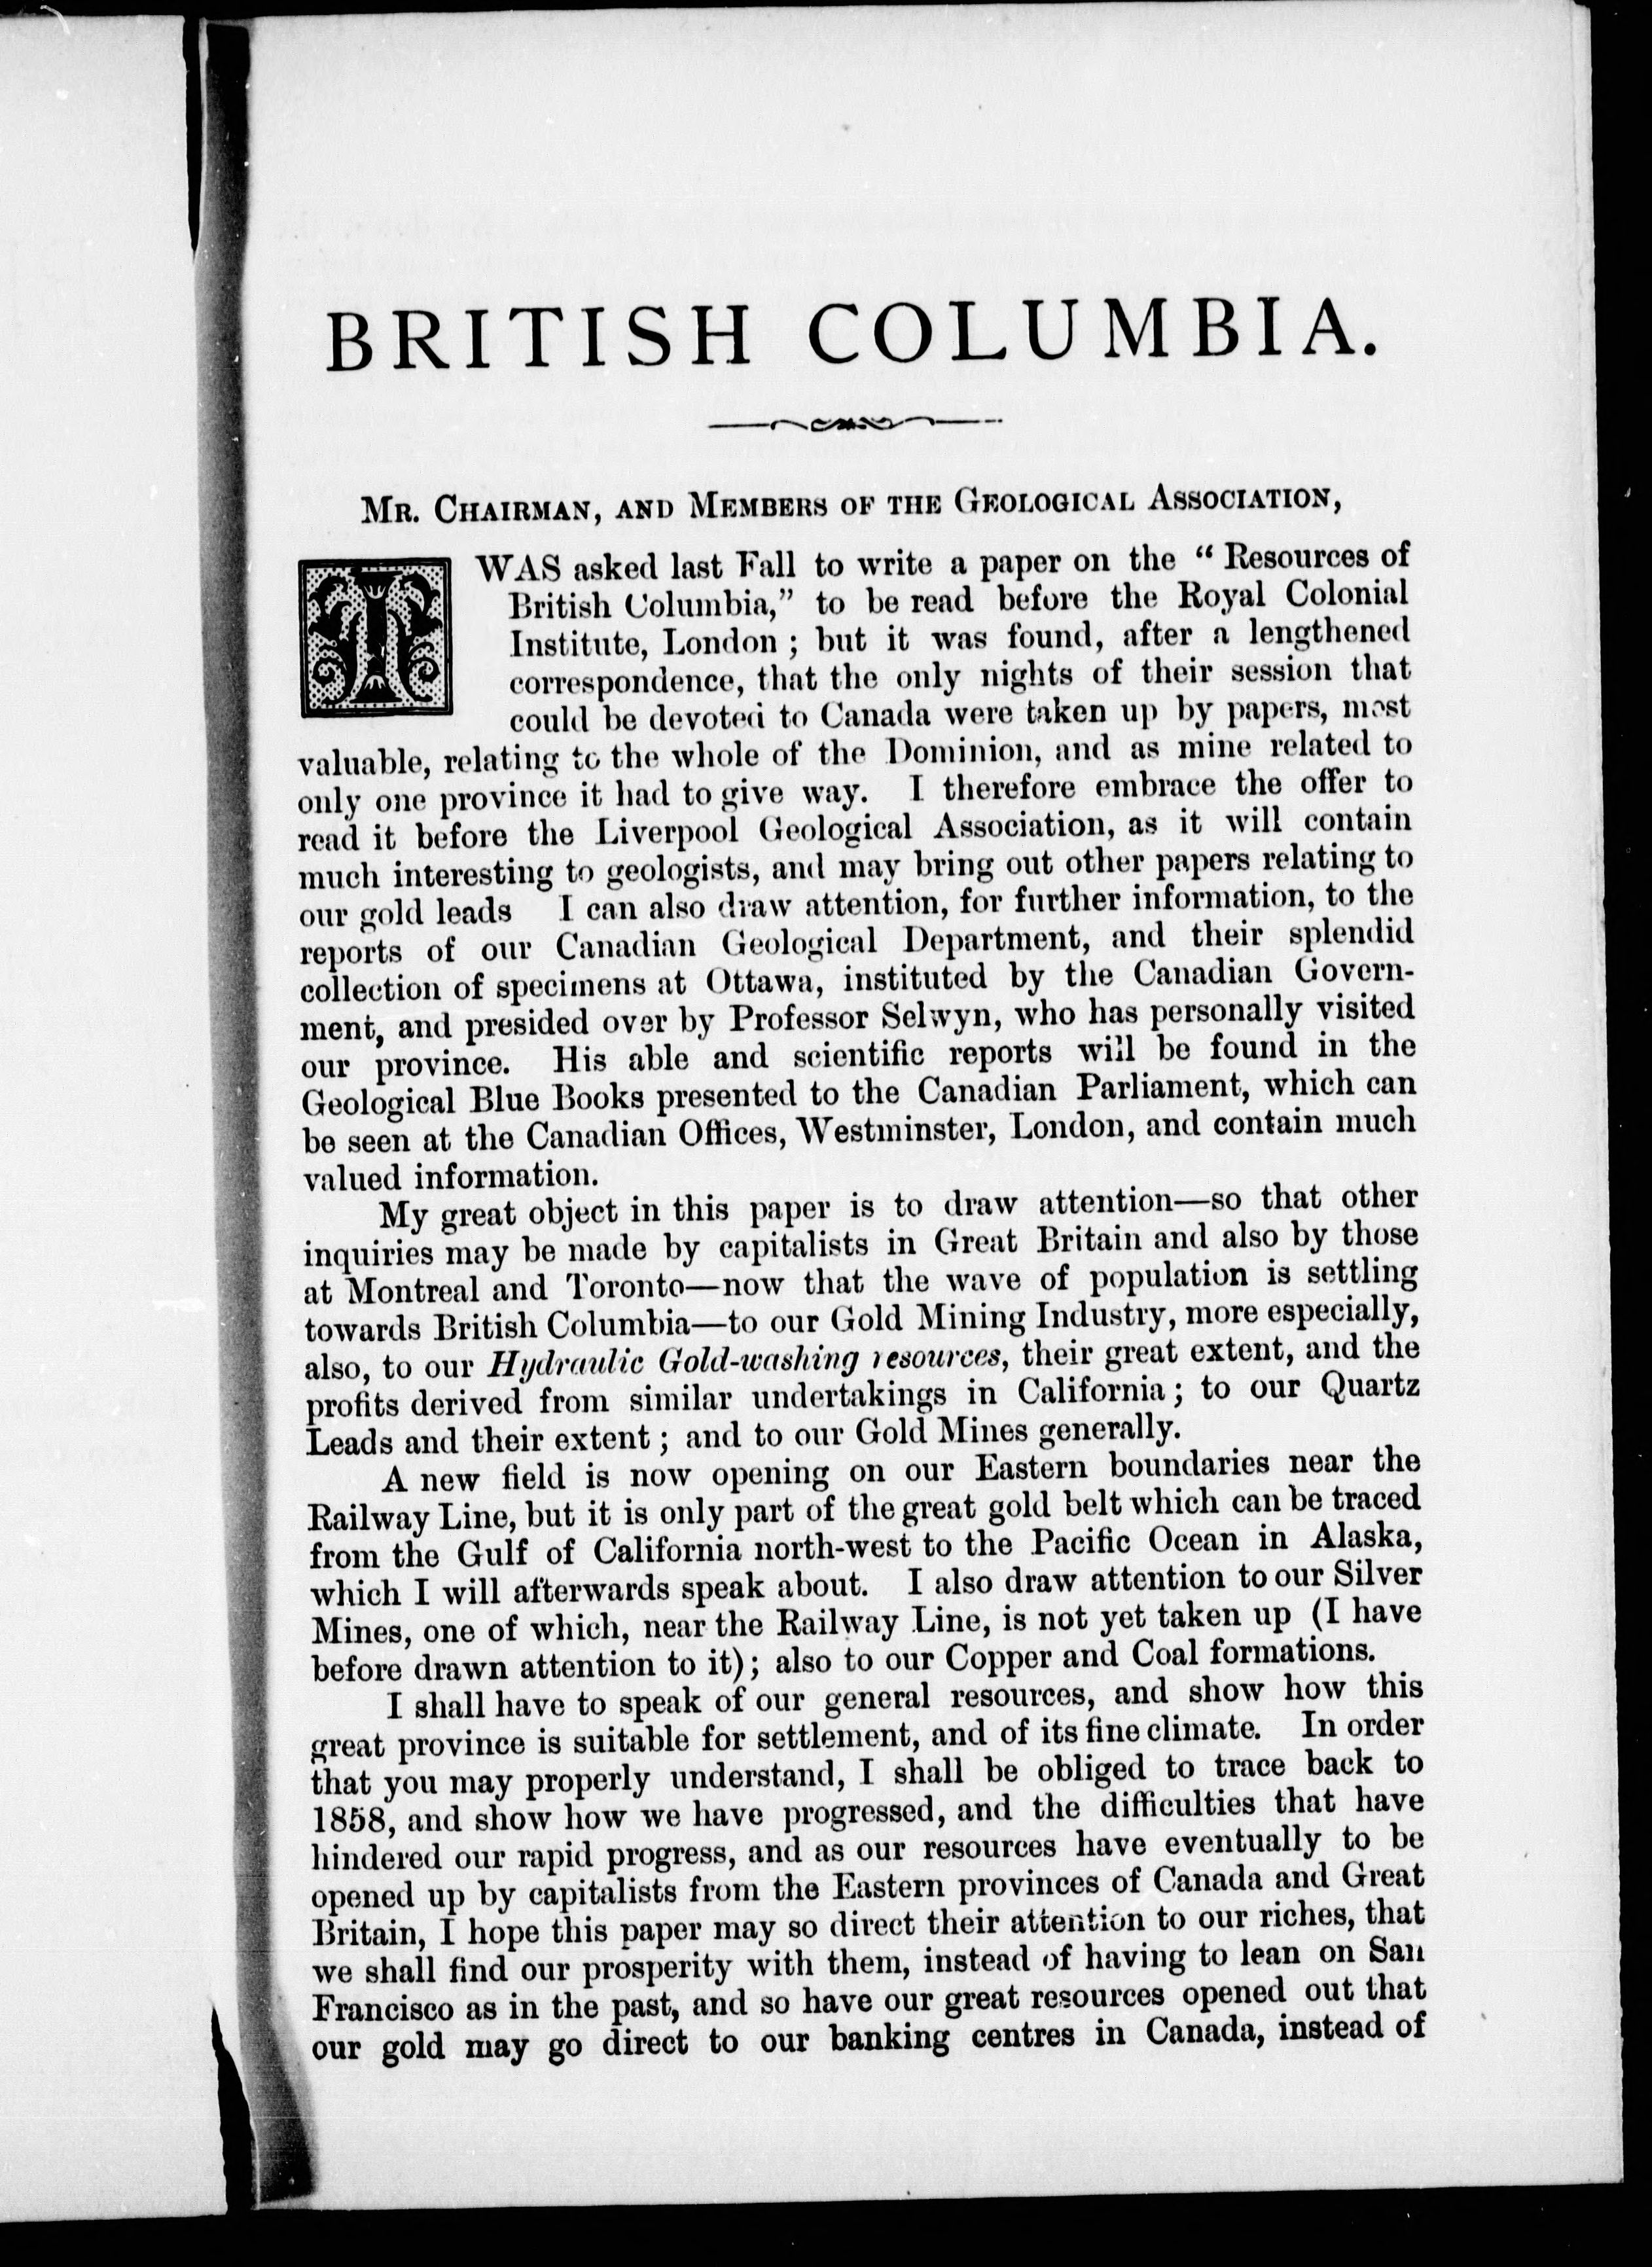 BRITISH COLUMBIA.
MR. CHAIRMAN, AND MEMBERS OF THE GEOLOGICAL ASSOCIATION,
I WAS asked last Fall to write a paper on the “ Resources of
British Columbia,” to be read before the Royal Colonial
Institute, London ; but it was found, after a lengthened
correspondence, that the only nights of their session that
could be devoted to Canada were taken up by papers, most
valuable, relating to the whole of the Dominion, and as mine related to
only one province it had to give way. I therefore embrace the offer to
read it before the Liverpool Geological Association, as it will contain
much interesting to geologists, and may bring out other papers relating to
our gold leads I can also draw attention, for further information, to the
reports of our Canadian Geological Department, and their splendid
collection of specimens at Ottawa, instituted by the Canadian Govern-
ment, and presided over by Professor Selwyn, who has personally visited
our province. His able and scientific reports will be found in the
Geological Blue Books presented to the Canadian Parliament, which can
be seen at the Canadian Offices, Westminster, London, and contain much
valued information.
My great object in this paper is to draw attention—so that other
inquiries may be made by capitalists in Great Britain and also by those
at Montreal and Toronto—now that the wave of population is settling
towards British Columbia—to our Gold Mining Industry, more especially,
also, to our Hydraulic Gold-washing resources, their great extent, and the
profits derived from similar undertakings in California ; to our Quartz
Leads and their extent ; and to our Gold Mines generally.
A new field is now opening on our Eastern boundaries near the
Railway Line, but it is only part of the great gold belt which can be traced
from the Gulf of California north-west to the Pacific Ocean in Alaska,
which I will afterwards speak about. I also draw attention to our Silver
Mines, one of which, near the Railway Line, is not yet taken up (I have
before drawn attention to it) ; also to our Copper and Coal formations.
I shall have to speak of our general resources, and show how this
great province is suitable for settlement, and of its fine climate. In order
that you may properly understand, I shall be obliged to trace back to
1858, and show how we have progressed, and the difficulties that have
hindered our rapid progress, and as our resources have eventually to be
opened up by capitalists from the Eastern provinces of Canada and Great
Britain, I hope this paper may so direct their attention to our riches, that
we shall find our prosperity with them, instead of having to lean on San
Francisco as in the past, and so have our great resources opened out that
our gold may go direct to our banking centres in Canada, instead of